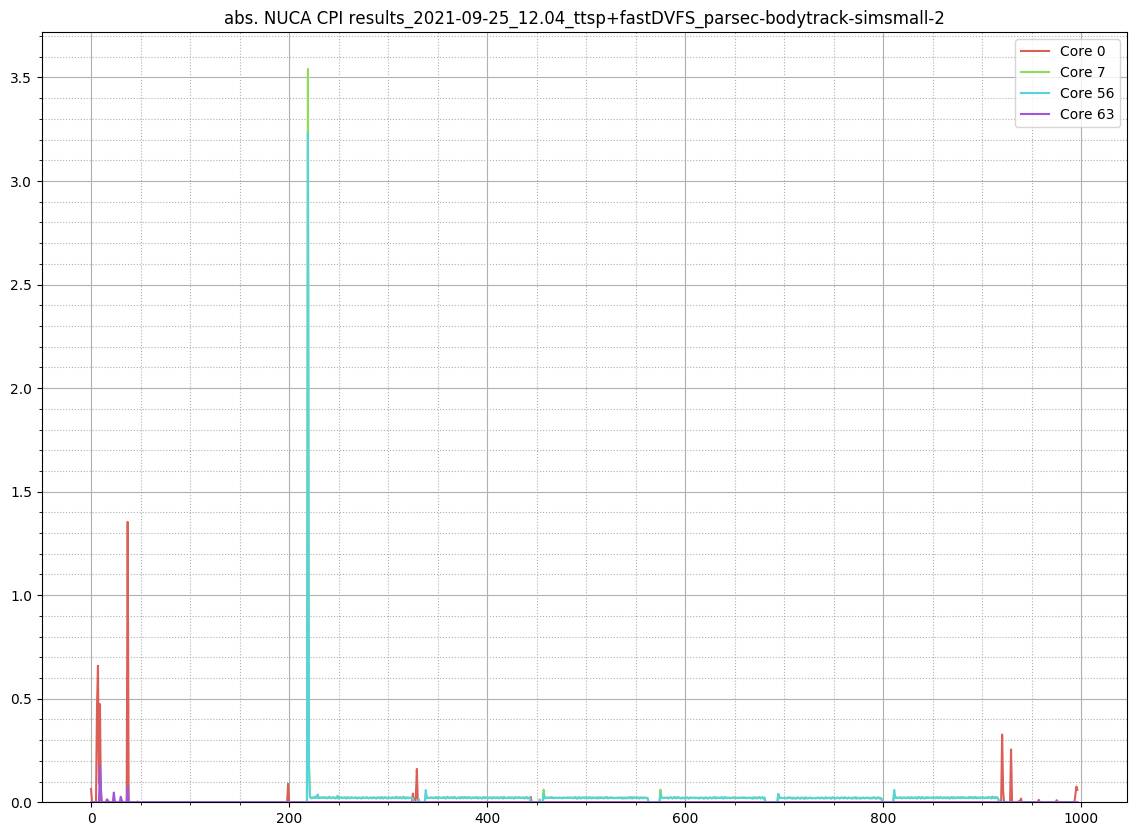 abs. NUCA CPI results_2021-09-25_12.04_ttsp+fastDVFS_parsec-bodytrack-simsmall-2
Core 0
Core 7
Core 56
Core 63
3.5
3.0
2.5
2.0
1.5
1.0
0.5
0.0
0 200 400 600 800 1000